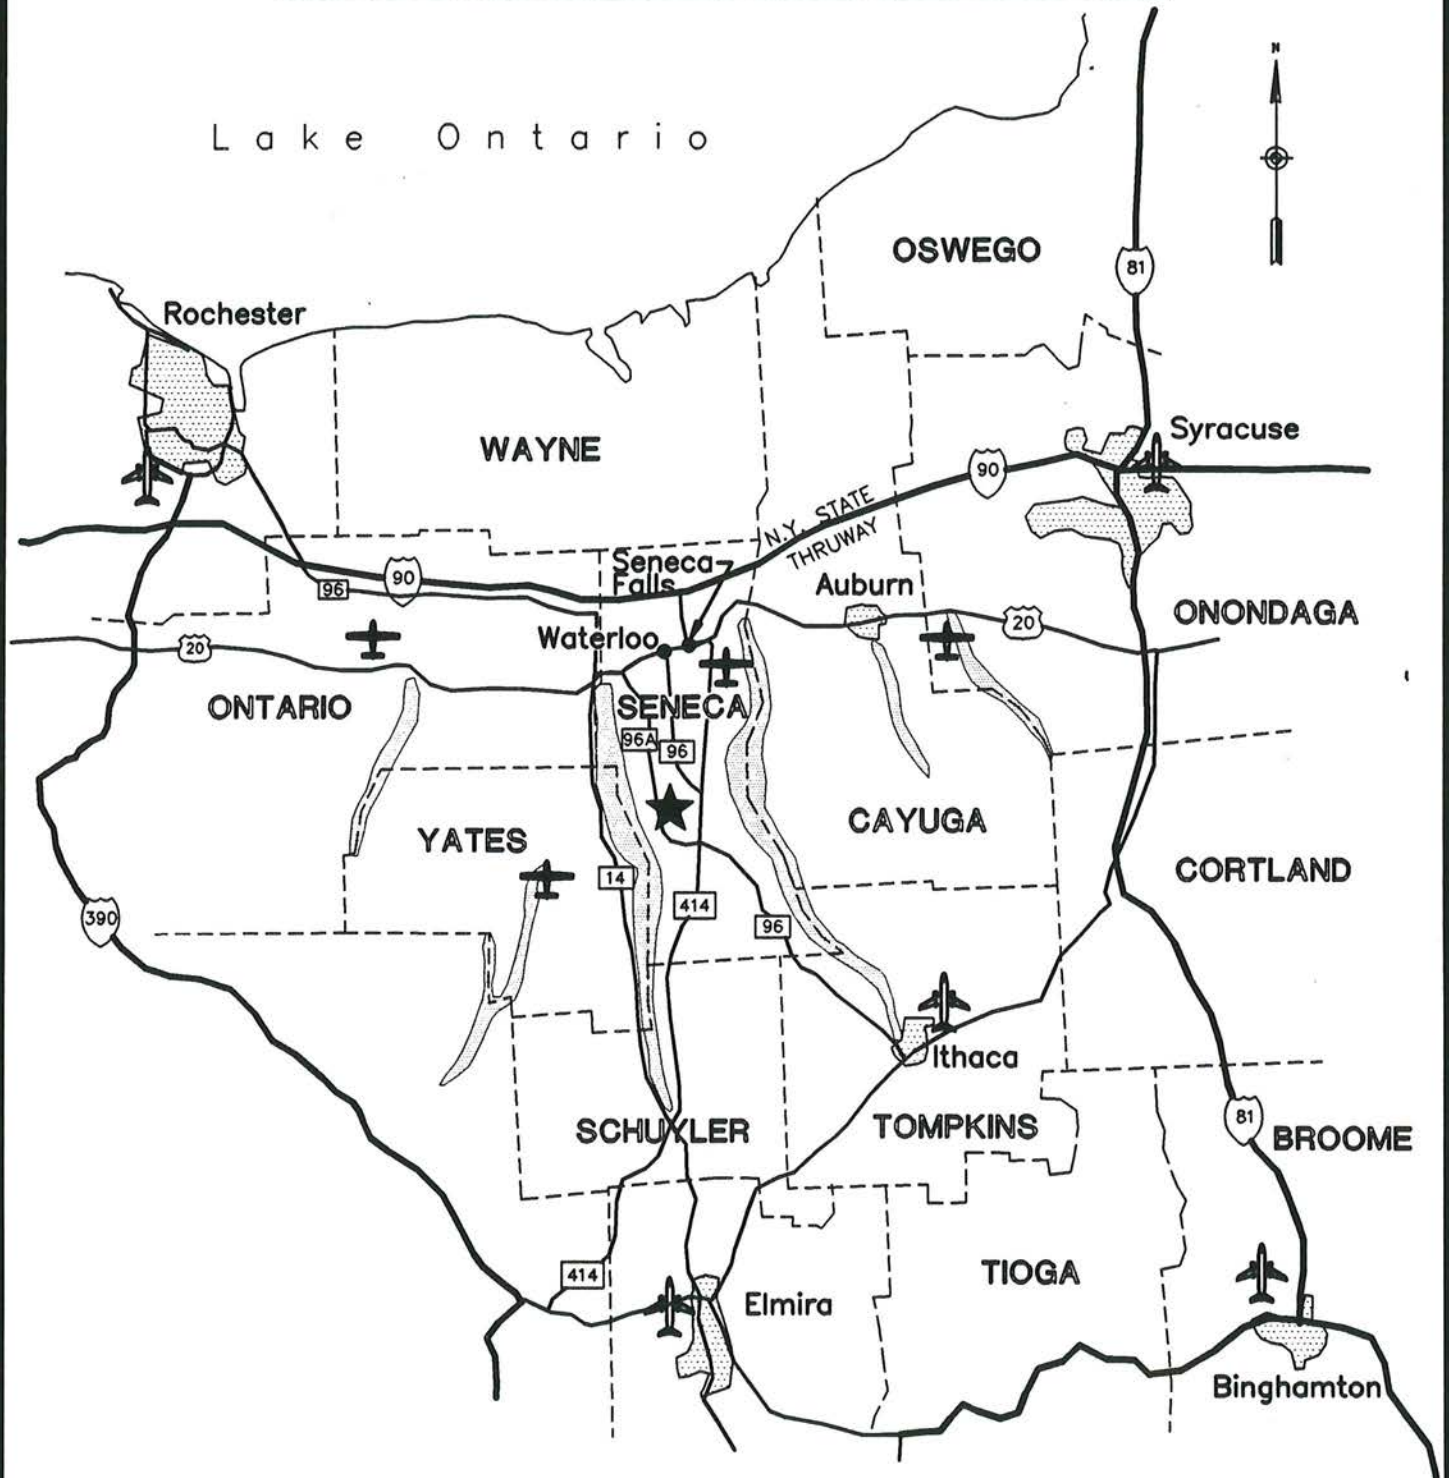 N
Lake Ontario
OSWEGO
81
Rochester
Syracuse
WAYNE
90
N.Y. STATE
THRUWAY
Seneca
Falls
90
96
Auburn
ONONDAGA
20
Waterloo
20
ONTARIO
SENECA
96A
96
CAYUGA
YATES
CORTLAND
14
414
390
96
Ithaca
SCHUYLER
TOMPKINS
81
BROOME
TIOGA
414
Elmira
Binghamton